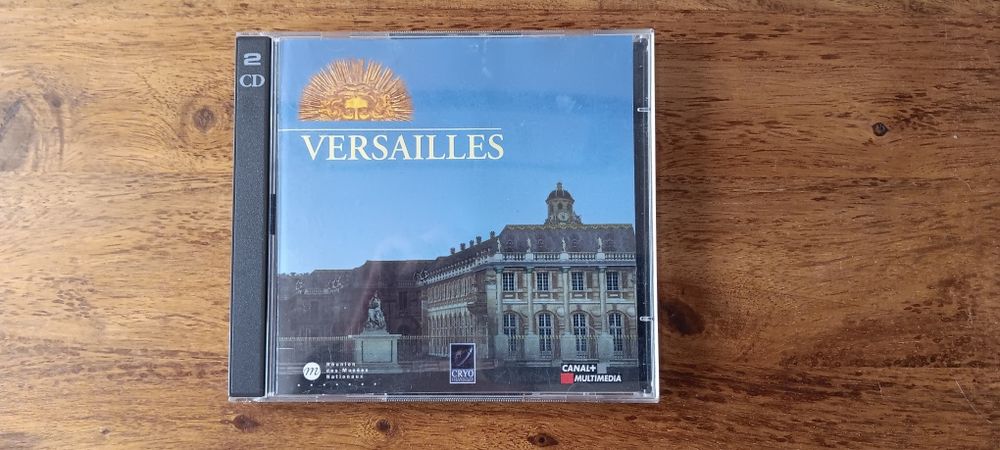 2
CD
VERSAILLES
m
Réunion
des Musées
Nationaux
CRYO
CANAL+
MULTIMEDIA